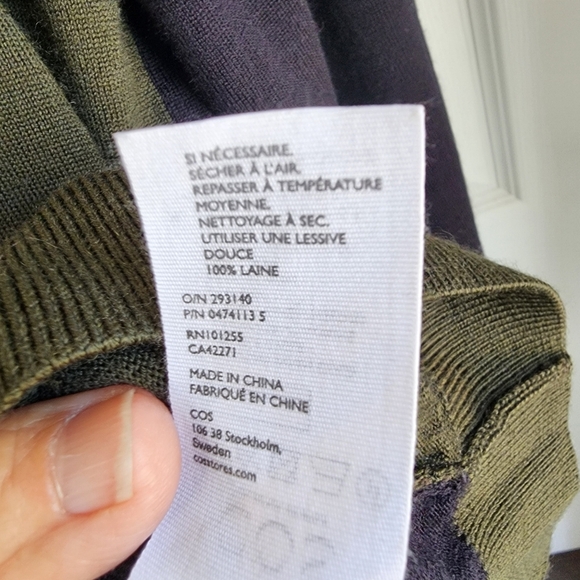 SI NÉCESSAIRE.
SÉCHER À L'AIR.
REPASSER À TEMPÉRATURE
MOYENNE.
NETTOYAGE À SEC.
UTILISER UNE LESSIVE
DOUCE
100% LAINE
O/N 293140
P/N 0474113 5
RN101255
CA42271
MADE IN CHINA
FABRIQUÉ EN CHINE
COS
106 38 Stockholm,
Sweden
cosstores.com